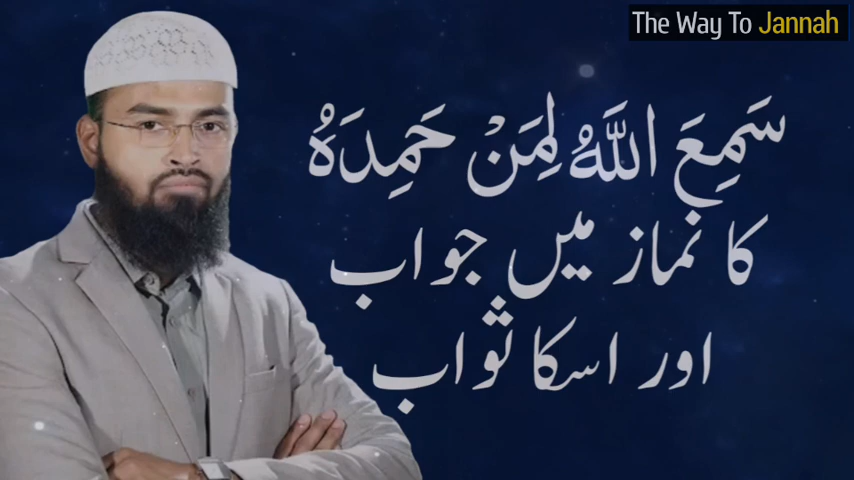 The Way To Jannah
سَمِعَ اللّٰهُ لِمَنْ حَمِدَهُ
کا نماز میں جواب
اور اسکا ثواب